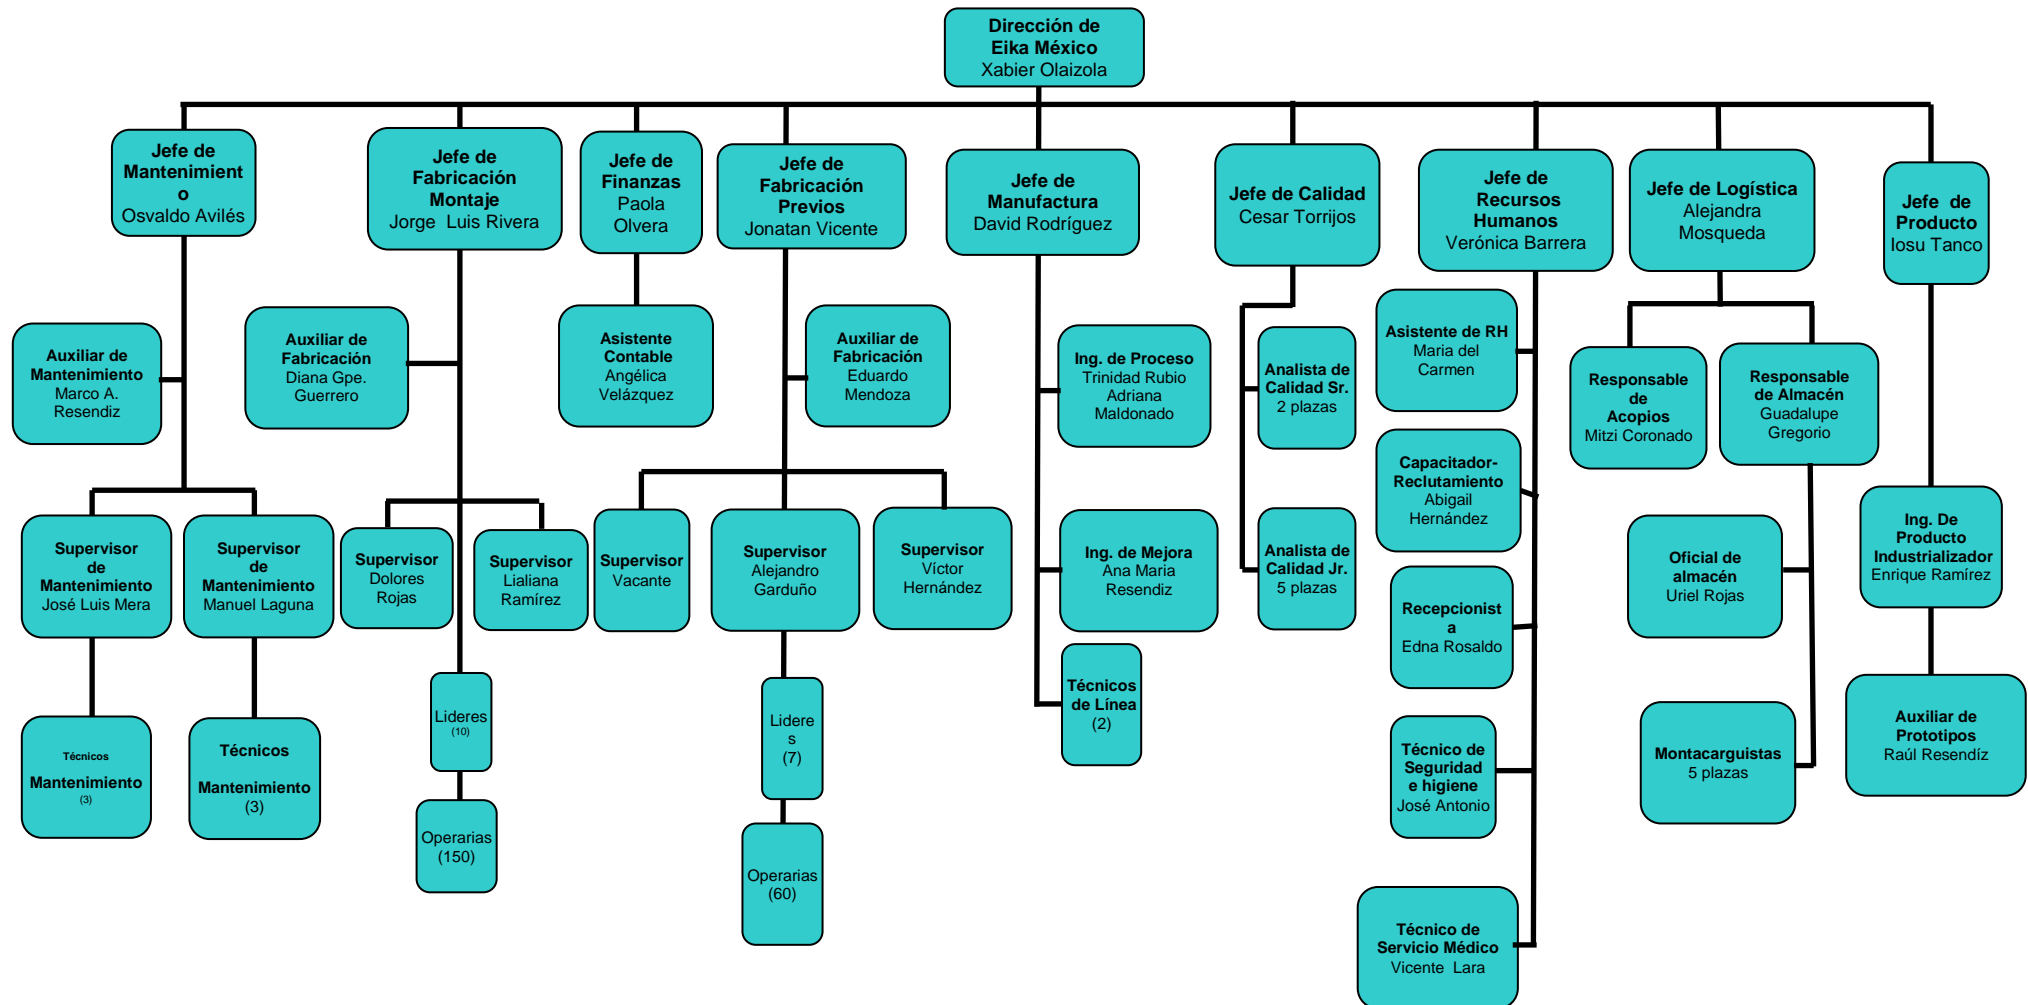 Dirección de
Eika México
Xabier Olaizola
Jefe de
Mantenimient
o
Osvaldo Avilés
Jefe de
Fabricación
Montaje
Jorge Luis Rivera
Jefe de
Finanzas
Paola
Olvera
Jefe de
Fabricación
Previos
Jonatan Vicente
Jefe de
Manufactura
David Rodríguez
Jefe de Calidad
Cesar Torrijos
Jefe de
Recursos
Humanos
Verónica Barrera
Jefe de Logística
Alejandra
Mosqueda
Jefe de
Producto
Iosu Tanco
Auxiliar de
Mantenimiento
Marco A.
Resendiz
Auxiliar de
Fabricación
Diana Gpe.
Guerrero
Asistente
Contable
Angélica
Velázquez
Auxiliar de
Fabricación
Eduardo
Mendoza
Ing. de Proceso
Trinidad Rubio
Adriana
Maldonado
Analista de
Calidad Sr.
2 plazas
Asistente de RH
Maria del
Carmen
Responsable
de
Acopios
Mitzi Coronado
Responsable
de Almacén
Guadalupe
Gregorio
Capacitador-
Reclutamiento
Abigail
Hernández
Supervisor
de
Mantenimiento
José Luis Mera
Supervisor
de
Mantenimiento
Manuel Laguna
Supervisor
Dolores
Rojas
Supervisor
Lialiana
Ramírez
Supervisor
Vacante
Supervisor
Alejandro
Garduño
Supervisor
Víctor
Hernández
Ing. de Mejora
Ana Maria
Resendiz
Analista de
Calidad Jr.
5 plazas
Recepcionist
a
Edna Rosaldo
Oficial de
almacén
Uriel Rojas
Ing. De
Producto
Industrializador
Enrique Ramírez
Técnicos
Mantenimiento
(3)
Técnicos
Mantenimiento
(3)
Lideres
(10)
Lidere
s
(7)
Técnicos
de Línea
(2)
Técnico de
Seguridad
e higiene
José Antonio
Montacarguistas
5 plazas
Auxiliar de
Prototipos
Raúl Resendíz
Operarias
(150)
Operarias
(60)
Técnico de
Servicio Médico
Vicente Lara